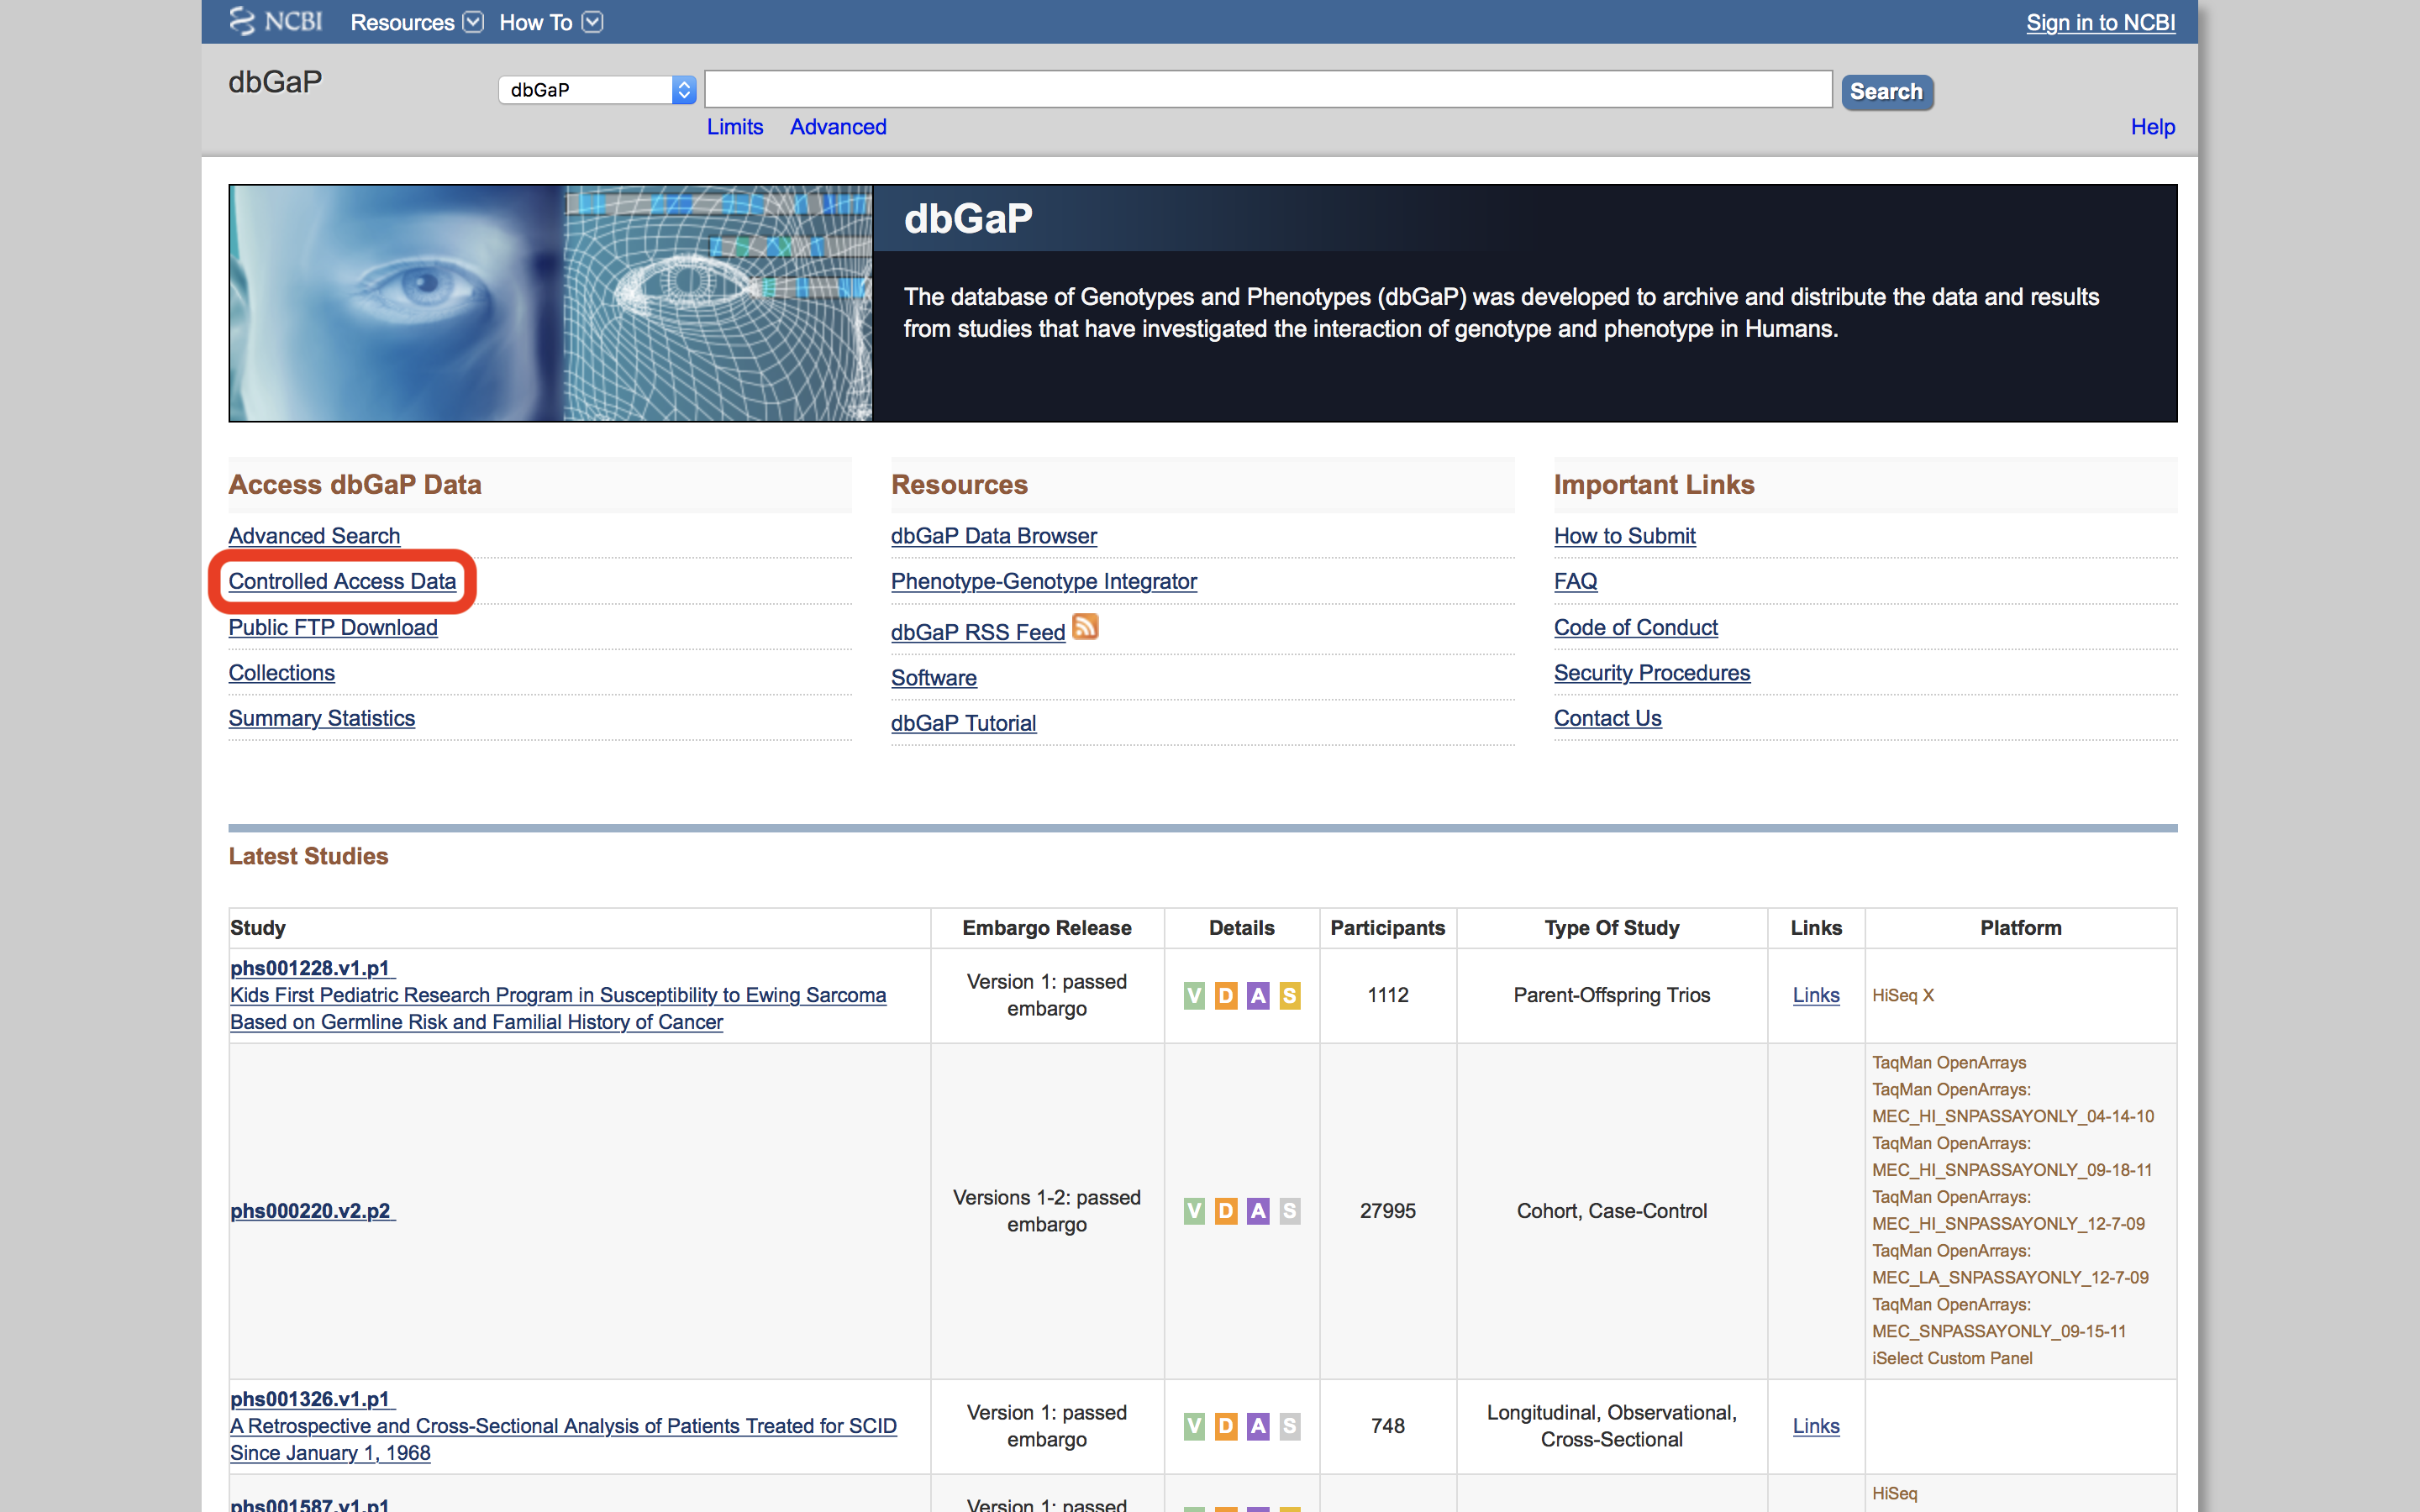 NCBI Resources How To Sign in to NCBI
dbGaP dbGaP Search
Limits Advanced Help
dbGaP
The database of Genotypes and Phenotypes (dbGaP) was developed to archive and distribute the data and results
from studies that have investigated the interaction of genotype and phenotype in Humans.
Access dbGaP Data
Advanced Search
Controlled Access Data
Public FTP Download
Collections
Summary Statistics
Resources
dbGaP Data Browser
Phenotype-Genotype Integrator
dbGaP RSS Feed
Software
dbGaP Tutorial
Important Links
How to Submit
FAQ
Code of Conduct
Security Procedures
Contact Us
Latest Studies
Study Embargo Release Details Participants Type Of Study Links Platform
phs001228.v1.p1
Kids First Pediatric Research Program in Susceptibility to Ewing Sarcoma
Based on Germline Risk and Familial History of Cancer
Version 1: passed
embargo
V D A S
1112
Parent-Offspring Trios
Links
HiSeq X
phs000220.v2.p2
Versions 1-2: passed
embargo
V D A S
27995
Cohort, Case-Control
TaqMan OpenArrays
TaqMan OpenArrays:
MEC_HI_SNPASSAYONLY_04-14-10
TaqMan OpenArrays:
MEC_HI_SNPASSAYONLY_09-18-11
TaqMan OpenArrays:
MEC_HI_SNPASSAYONLY_12-7-09
TaqMan OpenArrays:
MEC_LA_SNPASSAYONLY_12-7-09
TaqMan OpenArrays:
MEC_SNPASSAYONLY_09-15-11
iSelect Custom Panel
phs001326.v1.p1
A Retrospective and Cross-Sectional Analysis of Patients Treated for SCID
Since January 1, 1968
Version 1: passed
embargo
V D A S
748
Longitudinal, Observational,
Cross-Sectional
Links
phs001587.v1.p1
Version 1: passed
HiSeq